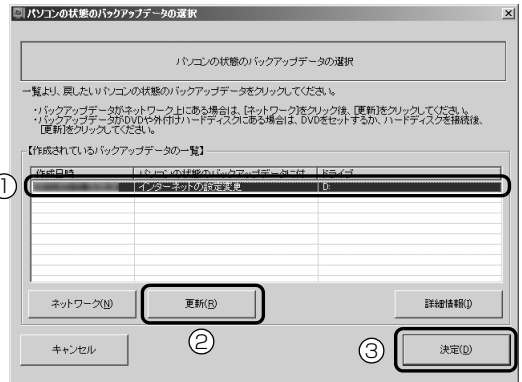 パソコンの状態のバックアップデータの選択
パソコンの状態のバックアップデータの選択
一覧より、戻したいパソコンの状態のバックアップデータをクリックしてください。
・バックアップデータがネットワーク上にある場合は、[ネットワーク]をクリック後、[更新]をクリックしてください。
・バックアップデータがDVDや外付けハードディスクにある場合は、DVDをセットするか、ハードディスクを接続後、
[更新]をクリックしてください。
【作成されているバックアップデータの一覧】
作成日時 パソコンの状態のバックアップデータに付... ドライブ
① インターネットの設定変更 D:
ネットワーク(N) 更新(R) 詳細情報(I)
②
キャンセル ③ 決定(D)